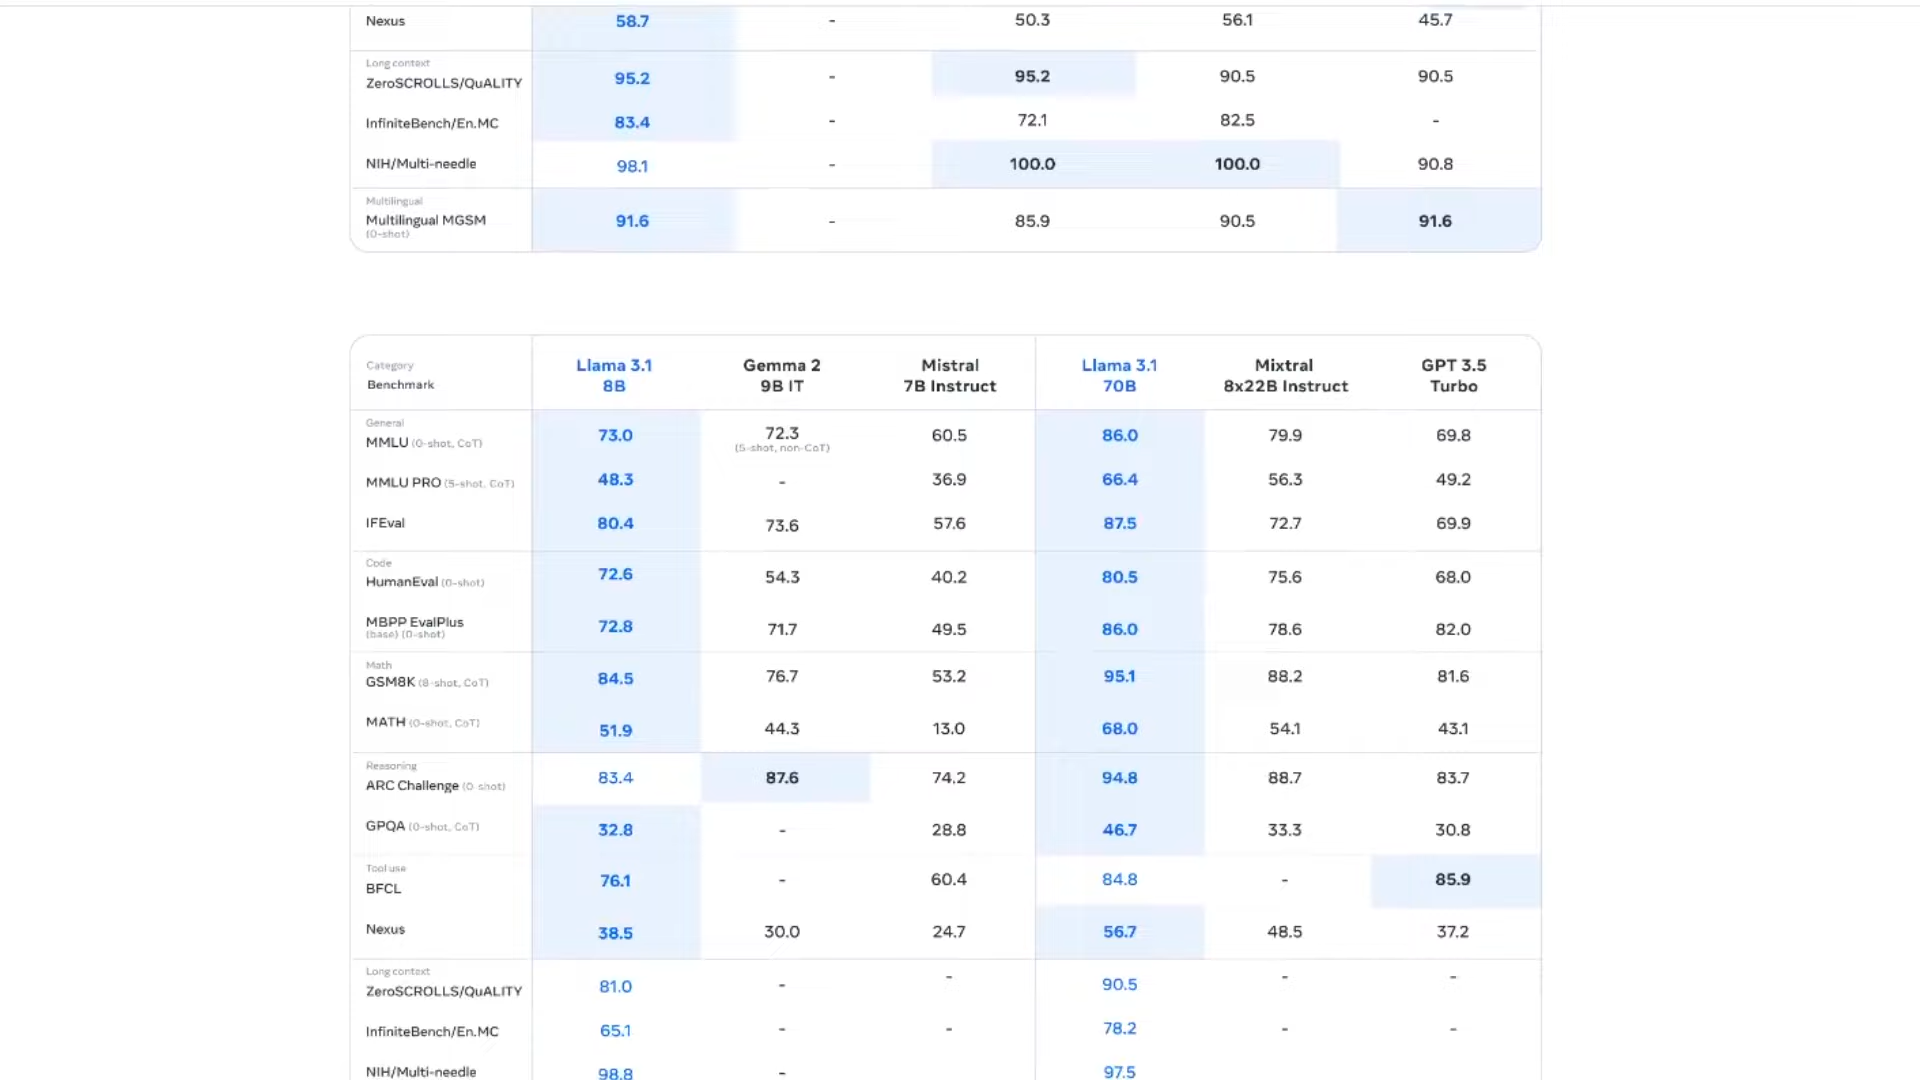 Nexus 58.7 - 50.3 56.1 45.7
Long context
ZeroSCROLLS/QuALITY 95.2 - 95.2 90.5 90.5
InfiniteBench/En.MC 83.4 - 72.1 82.5 -
NIH/Multi-needle 98.1 - 100.0 100.0 90.8
Multilingual
Multilingual MGSM 91.6 - 85.9 90.5 91.6
(0-shot)
Category
Benchmark
Llama 3.1 8B
Gemma 2 9B IT
Mistral 7B Instruct
Llama 3.1 70B
Mixtral 8x22B Instruct
GPT 3.5 Turbo
General
MMLU (0-shot, CoT) 73.0 72.3 60.5 86.0 79.9 69.8
(5-shot, non-CoT)
MMLU PRO (5-shot, CoT) 48.3 - 36.9 66.4 56.3 49.2
IFEval 80.4 73.6 57.6 87.5 72.7 69.9
Code
HumanEval (0-shot) 72.6 54.3 40.2 80.5 75.6 68.0
MBPP EvalPlus 72.8 71.7 49.5 86.0 78.6 82.0
(base) (0-shot)
Math
GSM8K (8-shot, CoT) 84.5 76.7 53.2 95.1 88.2 81.6
MATH (0-shot, CoT) 51.9 44.3 13.0 68.0 54.1 43.1
Reasoning
ARC Challenge (0-shot) 83.4 87.6 74.2 94.8 88.7 83.7
GPQA (0-shot, CoT) 32.8 - 28.8 46.7 33.3 30.8
Tool use
BFCL 76.1 - 60.4 84.8 - 85.9
Nexus 38.5 30.0 24.7 56.7 48.5 37.2
Long context
ZeroSCROLLS/QuALITY 81.0 - - 90.5 - -
InfiniteBench/En.MC 65.1 - - 78.2 - -
NIH/Multi-needle 98.8 - 97.5